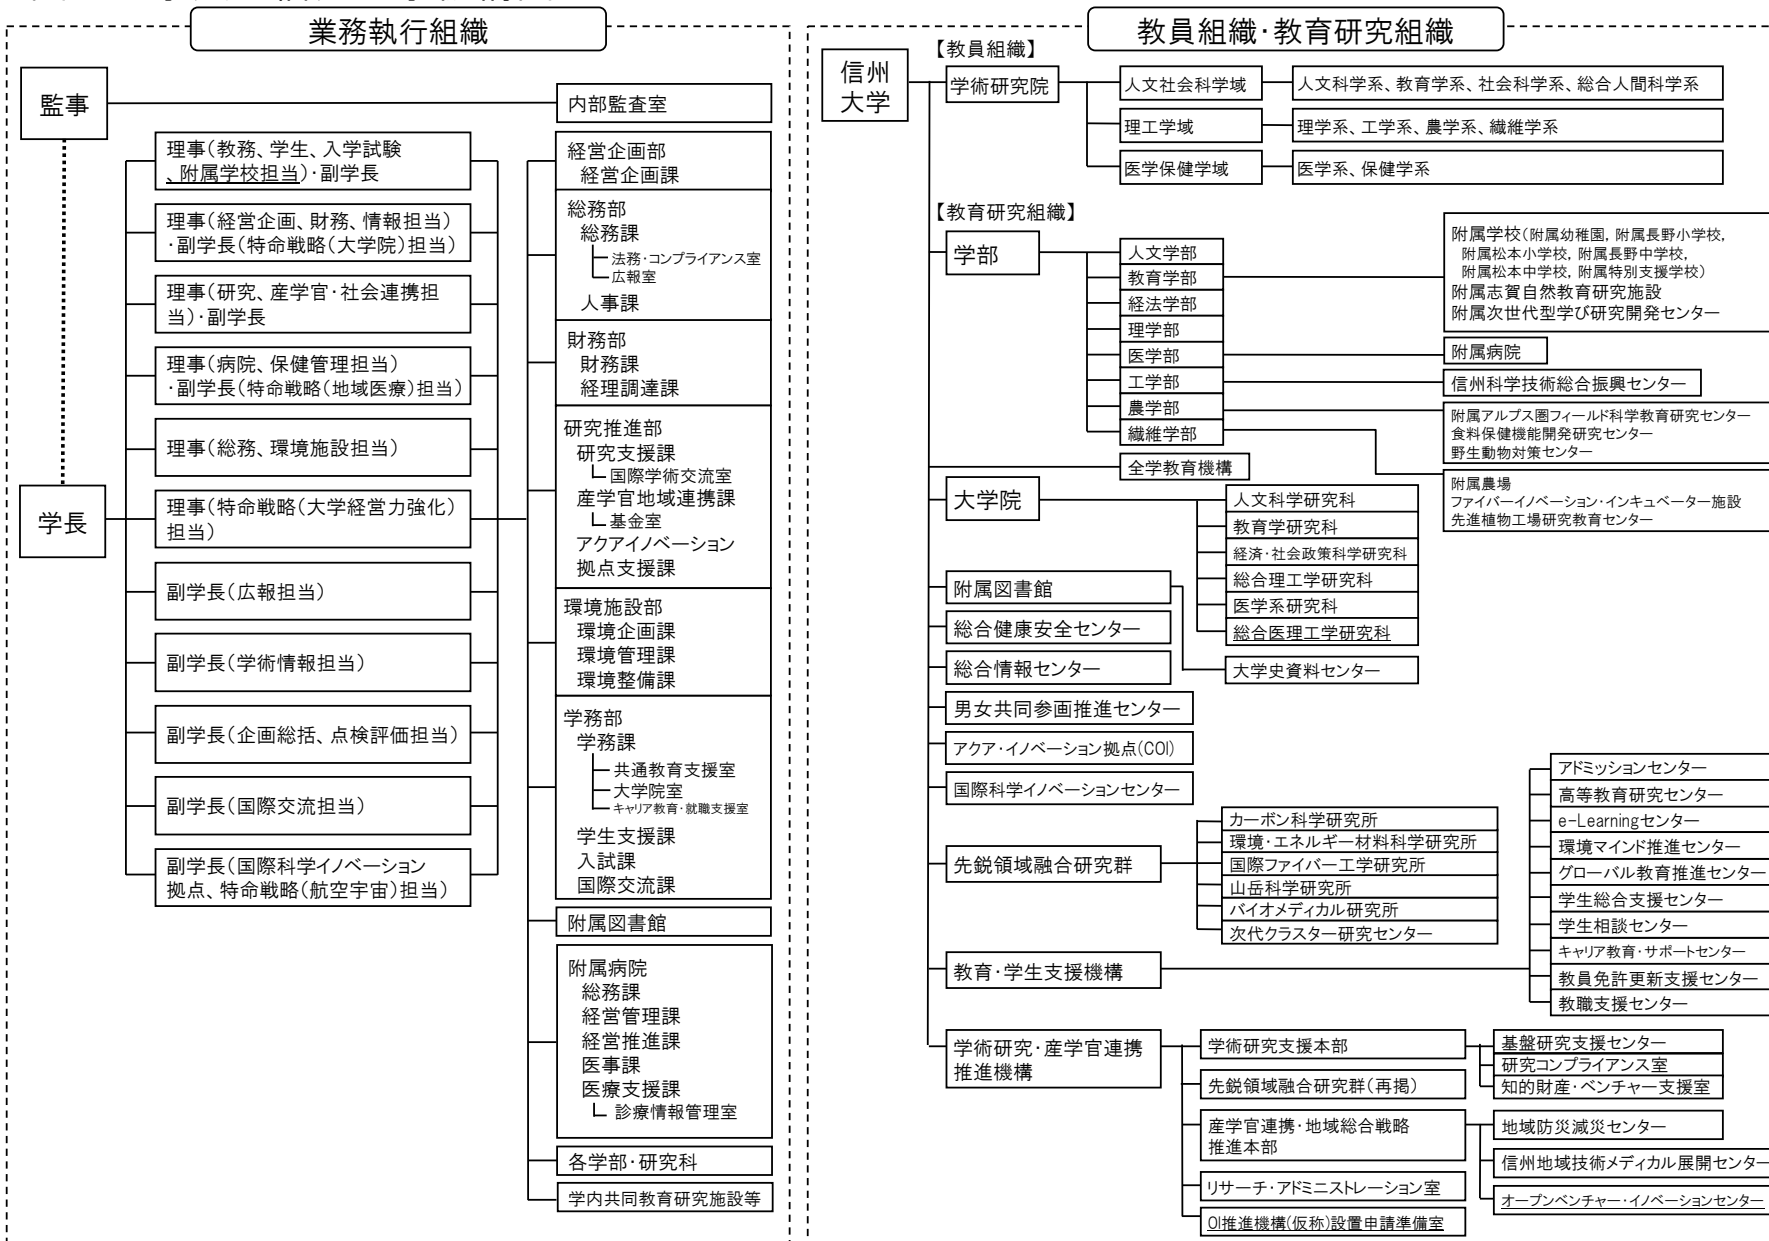 業務執行組織
監事
内部監査室
学長
理事(教務、学生、入学試験
、附属学校担当)・副学長
理事(経営企画、財務、情報担当)
・副学長(特命戦略(大学院)担当)
理事(研究、産学官・社会連携担
当)・副学長
理事(病院、保健管理担当)
・副学長(特命戦略(地域医療)担当)
理事(総務、環境施設担当)
理事(特命戦略(大学経営力強化)
担当)
副学長(広報担当)
副学長(学術情報担当)
副学長(企画総括、点検評価担当)
副学長(国際交流担当)
副学長(国際科学イノベーション
拠点、特命戦略(航空宇宙)担当)
経営企画部
経営企画課
総務部
総務課
法務・コンプライアンス室
広報室
人事課
財務部
財務課
経理調達課
研究推進部
研究支援課
国際学術交流室
産学官地域連携課
基金室
アクアイノベーション
拠点支援課
環境施設部
環境企画課
環境管理課
環境整備課
学務部
学務課
共通教育支援室
大学院室
キャリア教育・就職支援室
学生支援課
入試課
国際交流課
附属図書館
附属病院
総務課
経営管理課
経営推進課
医事課
医療支援課
診療情報管理室
各学部・研究科
学内共同教育研究施設等
教員組織・教育研究組織
信州
大学
【教員組織】
学術研究院
人文社会科学域
人文科学系、教育学系、社会科学系、総合人間科学系
理工学域
理学系、工学系、農学系、繊維学系
医学保健学域
医学系、保健学系
【教育研究組織】
学部
人文学部
教育学部
経法学部
理学部
医学部
工学部
農学部
繊維学部
附属学校(附属幼稚園, 附属長野小学校,
附属松本小学校, 附属長野中学校,
附属松本中学校, 附属特別支援学校)
附属志賀自然教育研究施設
附属次世代型学び研究開発センター
附属病院
信州科学技術総合振興センター
附属アルプス圏フィールド科学教育研究センター
食料保健機能開発研究センター
野生動物対策センター
附属農場
ファイバーイノベーション・インキュベーター施設
先進植物工場研究教育センター
全学教育機構
大学院
人文科学研究科
教育学研究科
経済・社会政策科学研究科
総合理工学研究科
医学系研究科
総合医理工学研究科
附属図書館
大学史資料センター
総合健康安全センター
総合情報センター
男女共同参画推進センター
アクア・イノベーション拠点(COI)
国際科学イノベーションセンター
先鋭領域融合研究群
カーボン科学研究所
環境・エネルギー材料科学研究所
国際ファイバー工学研究所
山岳科学研究所
バイオメディカル研究所
次代クラスター研究センター
教育・学生支援機構
アドミッションセンター
高等教育研究センター
e-Learningセンター
環境マインド推進センター
グローバル教育推進センター
学生総合支援センター
学生相談センター
キャリア教育・サポートセンター
教員免許更新支援センター
教職支援センター
学術研究・産学官連携
推進機構
学術研究支援本部
基盤研究支援センター
研究コンプライアンス室
知的財産・ベンチャー支援室
先鋭領域融合研究群(再掲)
産学官連携・地域総合戦略
推進本部
地域防災減災センター
信州地域技術メディカル展開センター
オープンベンチャー・イノベーションセンター
リサーチ・アドミニストレーション室
OI推進機構(仮称)設置申請準備室